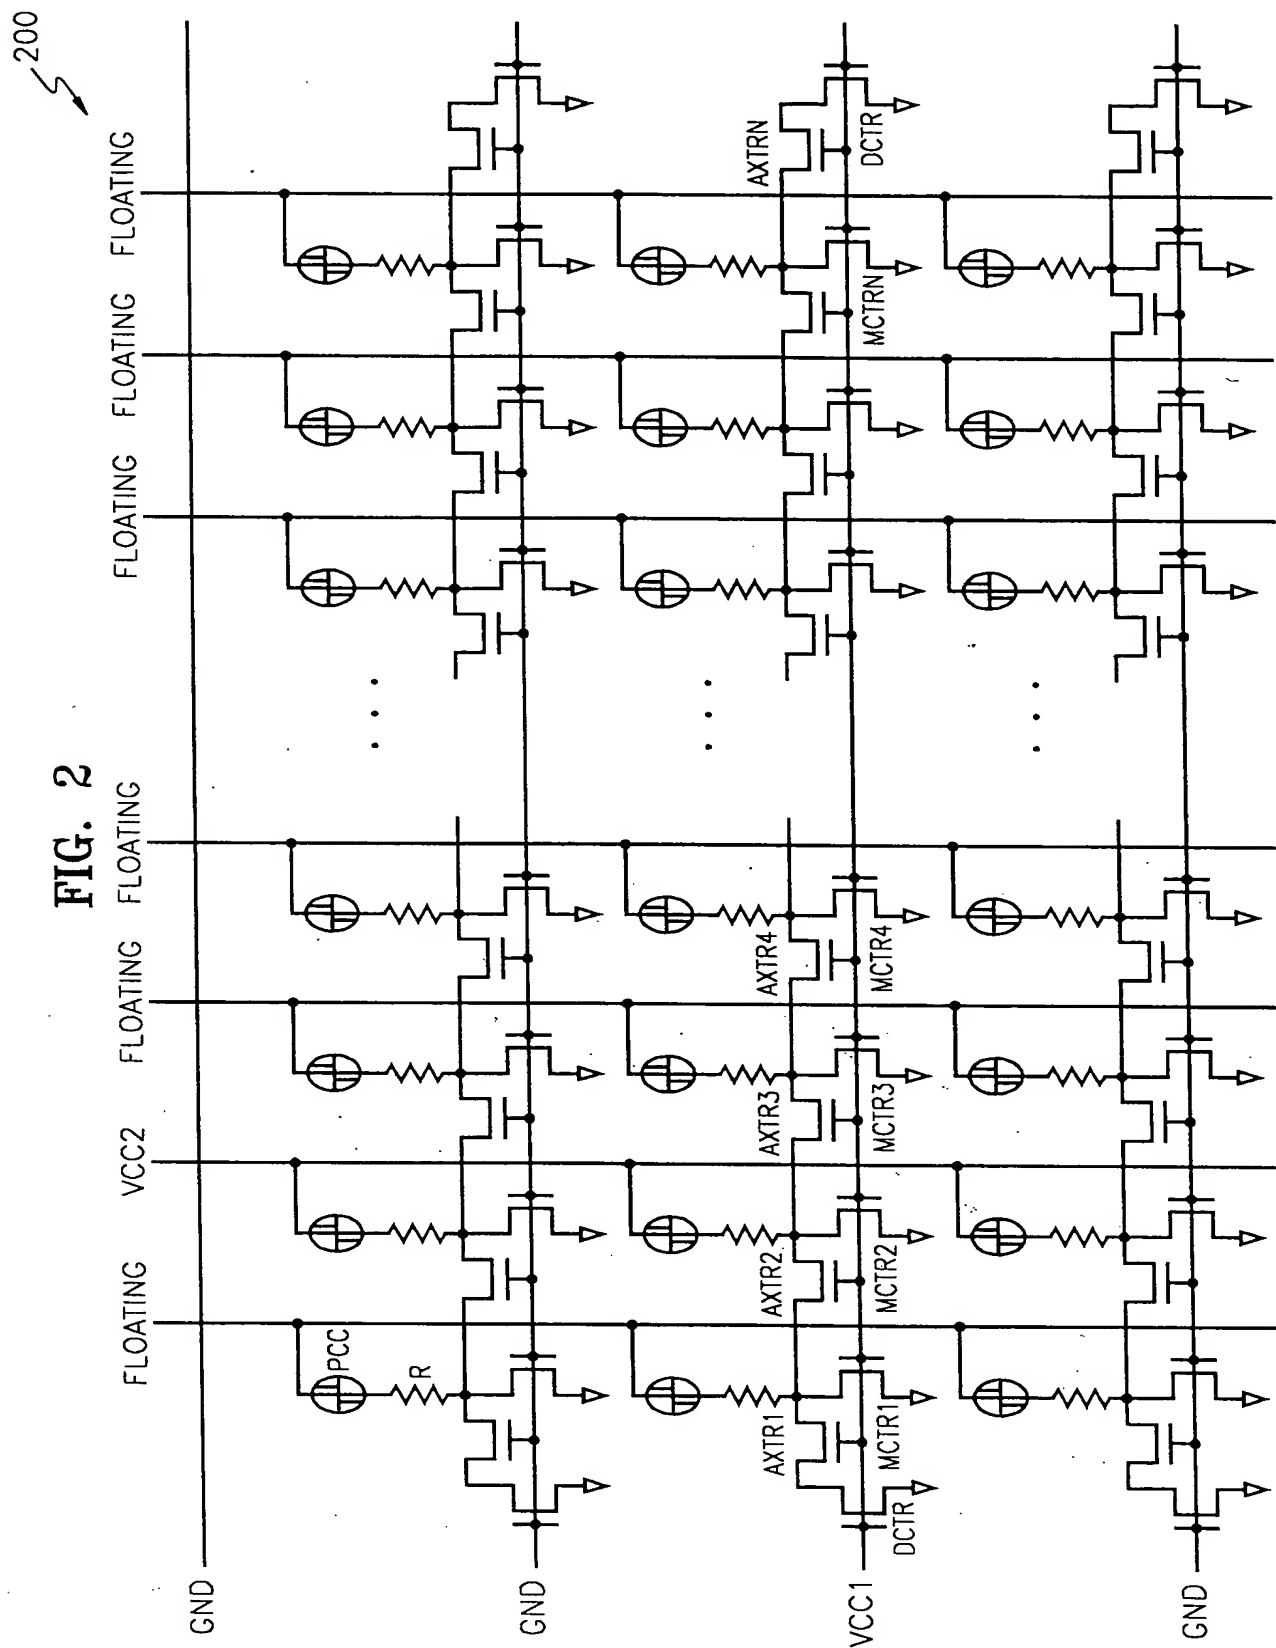 FIG. 2
200
FLOATING
VCC2
FLOATING
FLOATING
FLOATING
FLOATING
FLOATING
GND
PCC
R
GND
AXTR1
AXTR2
AXTR3
AXTR4
AXTRN
VCC1
DCTR
MCTR1
MCTR2
MCTR3
MCTR4
MCTRN
DCTR
GND